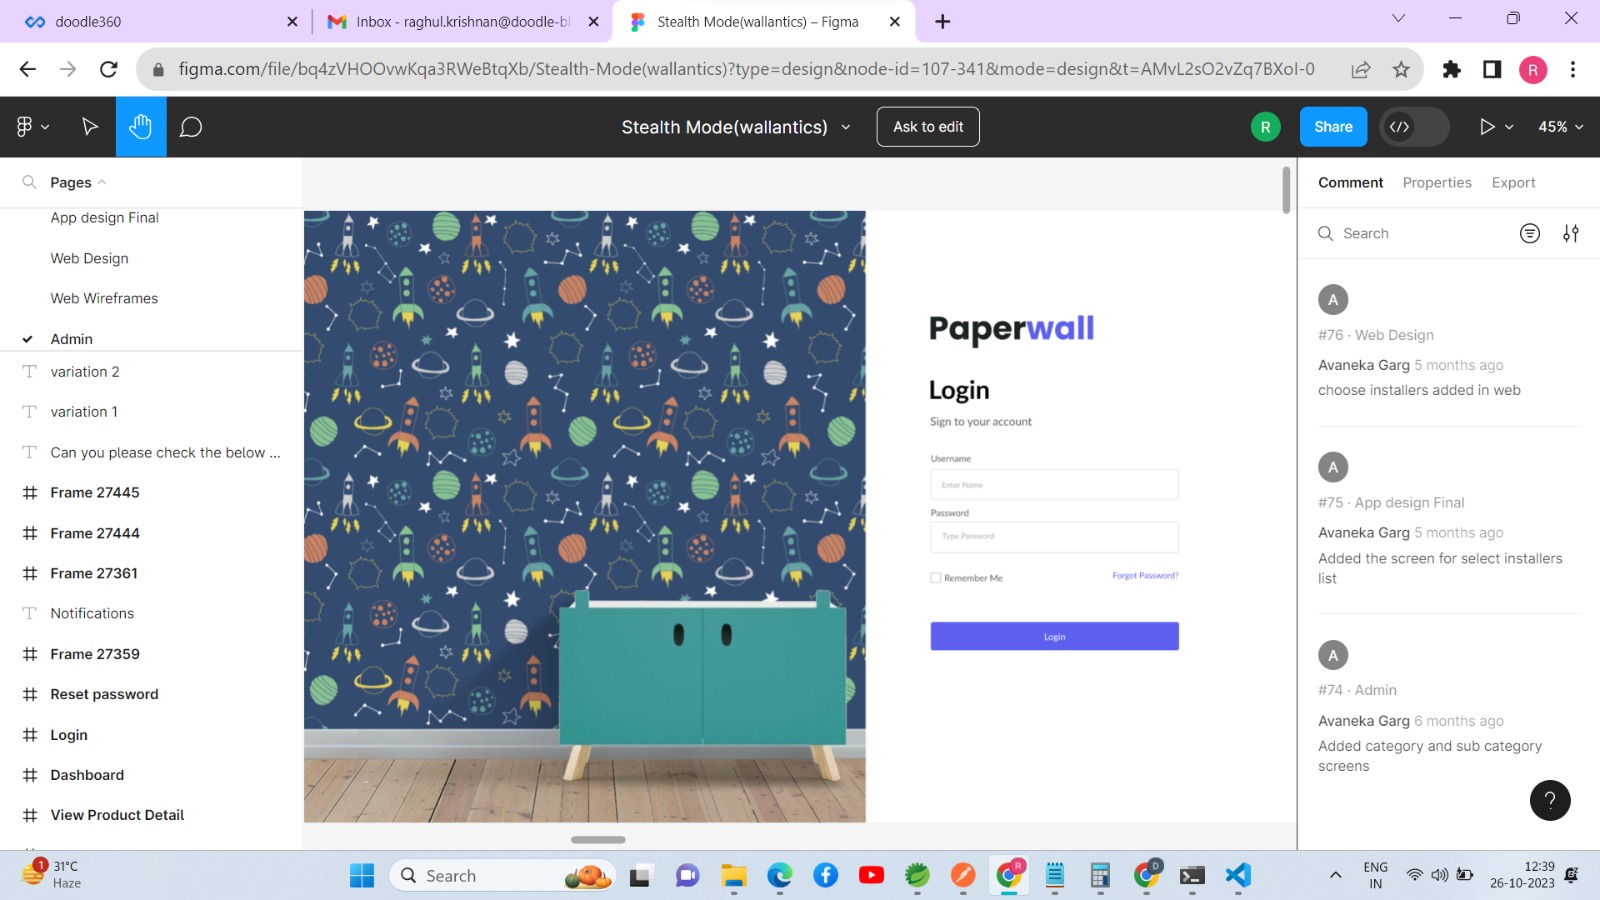 doodle360
Inbox - raghul.krishnan@doodle-bl
Stealth Mode(wallantics) – Figma
figma.com/file/bq4zVHOOvwKqa3RWeBtqXb/Stealth-Mode(wallantics)?type=design&node-id=107-341&mode=design&t=AMvL2sO2vZq7BXoI-0
R
Stealth Mode(wallantics)
Ask to edit
R
Share
45%
Pages
App design Final
Web Design
Web Wireframes
Admin
variation 2
variation 1
Can you please check the below ...
Frame 27445
Frame 27444
Frame 27361
Notifications
Frame 27359
Reset password
Login
Dashboard
View Product Detail
Paperwall
Login
Sign to your account
Username
Enter Name
Password
Type Password
Remember Me
Forgot Password?
Login
Comment
Properties
Export
Search
A
#76 · Web Design
Avaneka Garg 5 months ago
choose installers added in web
A
#75 · App design Final
Avaneka Garg 5 months ago
Added the screen for select installers
list
A
#74 · Admin
Avaneka Garg 6 months ago
Added category and sub category
screens
?
1
31°C
Haze
Search
R
D
ENG
IN
12:39
26-10-2023